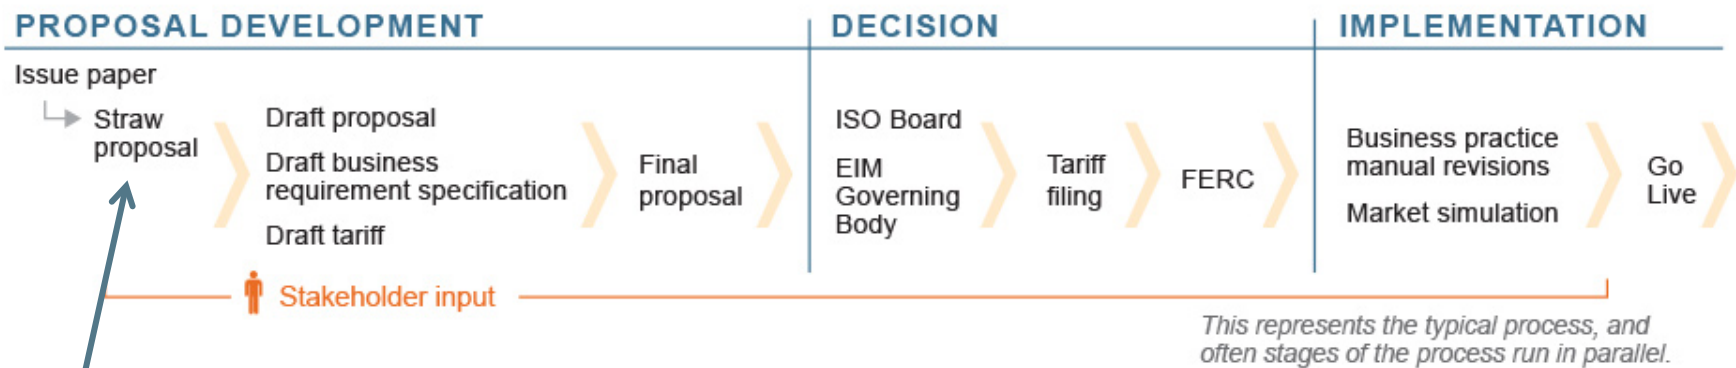 PROPOSAL DEVELOPMENT
DECISION
IMPLEMENTATION
Issue paper
Straw
proposal
Draft proposal
Draft business
requirement specification
Draft tariff
Final
proposal
ISO Board
EIM
Governing
Body
Tariff
filing
FERC
Business practice
manual revisions
Market simulation
Go
Live
Stakeholder input
This represents the typical process, and
often stages of the process run in parallel.